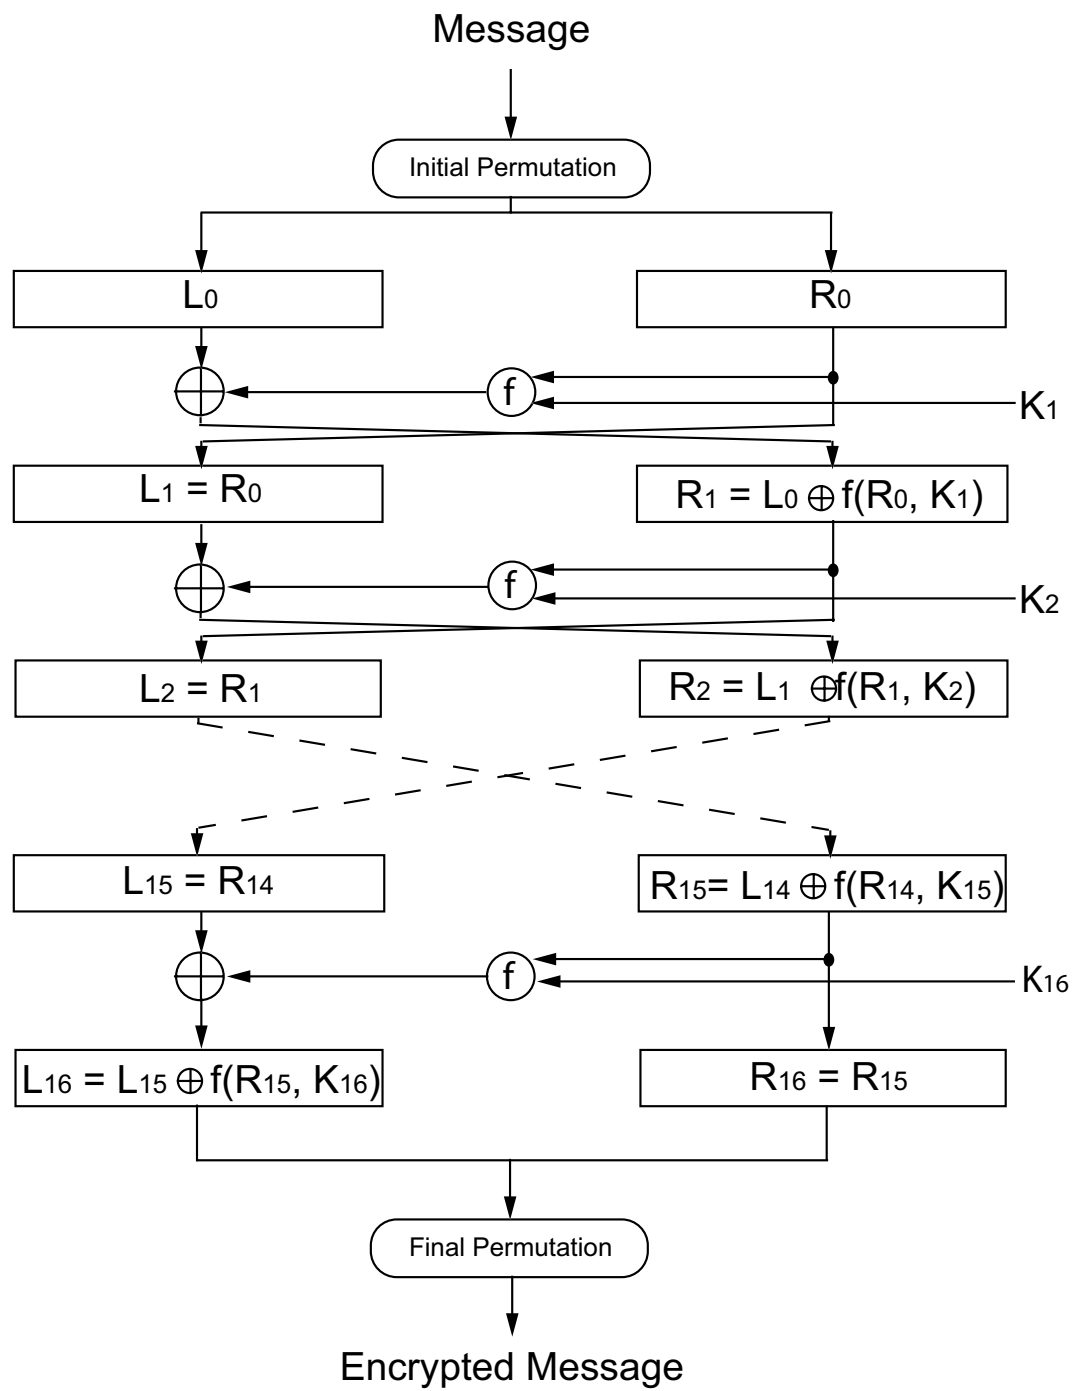 Message
Initial Permutation
L0
R0
f
K1
L1 = R0
R1 = L0 ⊕ f(R0, K1)
f
K2
L2 = R1
R2 = L1 ⊕f(R1, K2)
L15 = R14
R15= L14 ⊕ f(R14, K15)
f
K16
L16 = L15 ⊕ f(R15, K16)
R16 = R15
Final Permutation
Encrypted Message